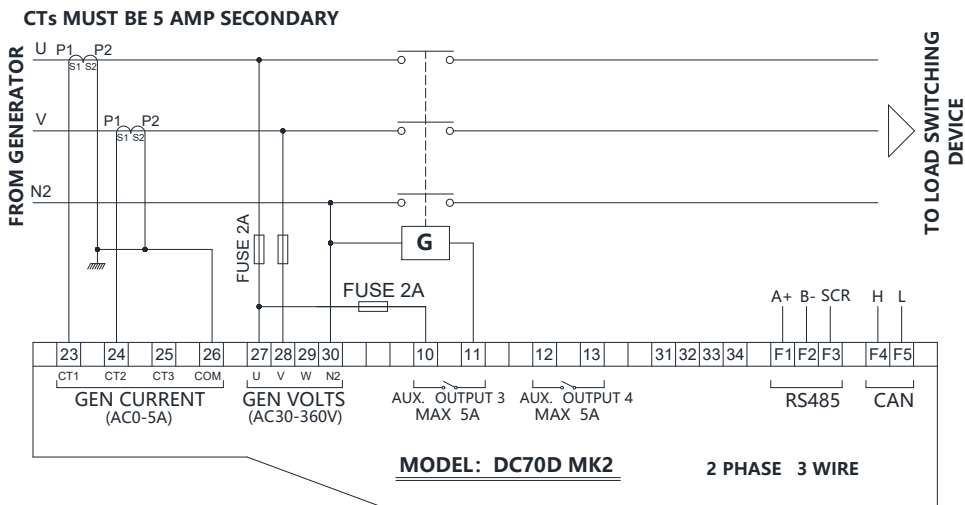 CTs MUST BE 5 AMP SECONDARY
FROM GENERATOR
U P1 P2
S1 S2
V P1 P2
S1 S2
N2
TO LOAD SWITCHING
DEVICE
G
FUSE 2A
FUSE 2A
A+ B- SCR H L
23 24 25 26 27 28 29 30 10 11 12 13 31 32 33 34 F1 F2 F3 F4 F5
CT1 CT2 CT3 COM U V W N2
GEN CURRENT
(AC0-5A)
GEN VOLTS
(AC30-360V)
AUX. OUTPUT 3
MAX 5A
AUX. OUTPUT 4
MAX 5A
RS485
CAN
MODEL: DC70D MK2
2 PHASE 3 WIRE